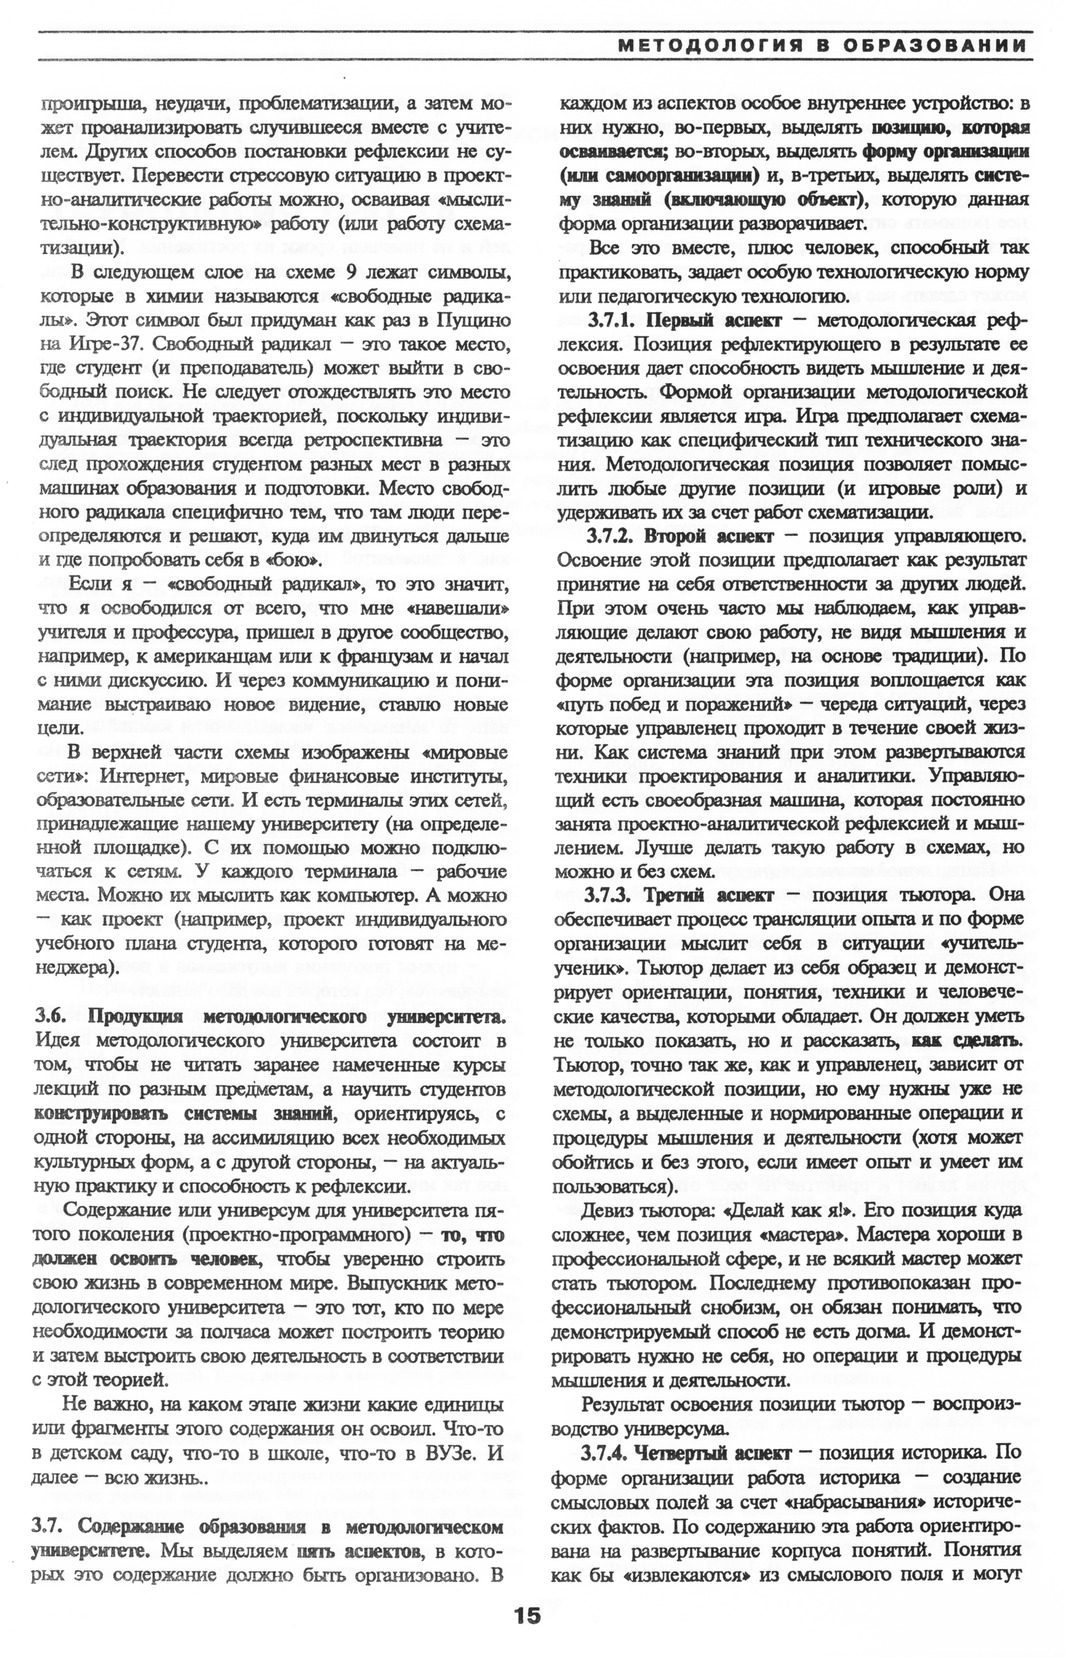 МЕТОДОЛОГИЯ В ОБРАЗОВАНИИ
проигрыша, неудачи, проблематизации, а затем мо-
жет проанализировать случившееся вместе с учите-
лем. Других способов постановки рефлексии не су-
ществует. Перевести стрессовую ситуацию в проект-
но-аналитические работы можно, осваивая «мысли-
тельно-конструктивную» работу (или работу схема-
тизации).
В следующем слое на схеме 9 лежат символы,
которые в химии называются «свободные радика-
лы». Этот символ был придуман как раз в Пущино
на Игре-37. Свободный радикал — это такое место,
где студент (и преподаватель) может выйти в сво-
бодный поиск. Не следует отождествлять это место
с индивидуальной траекторией, поскольку индиви-
дуальная траектория всегда ретроспективна — это
след прохождения студентом разных мест в разных
машинах образования и подготовки. Место свобод-
ного радикала специфично тем, что там люди пере-
определяются и решают, куда им двинуться дальше
и где попробовать себя в «бою».
Если я — «свободный радикал», то это значит,
что я освободился от всего, что мне «навешали»
учителя и профессура, пришел в другое сообщество,
например, к американцам или к французам и начал
с ними дискуссию. И через коммуникацию и пони-
мание выстраиваю новое видение, ставлю новые
цели.
В верхней части схемы изображены «мировые
сети»: Интернет, мировые финансовые институты,
образовательные сети. И есть терминалы этих сетей,
принадлежащие нашему университету (на определе-
нной площадке). С их помощью можно подклю-
чаться к сетям. У каждого терминала — рабочие
места. Можно их мыслить как компьютер. А можно
— как проект (например, проект индивидуального
учебного плана студента, которого готовят на ме-
неджера).
3.6. Продукция методологического университета.
Идея методологического университета состоит в
том, чтобы не читать заранее намеченные курсы
лекций по разным предметам, а научить студентов
конструировать системы знаний, ориентируясь, с
одной стороны, на ассимиляцию всех необходимых
культурных форм, а с другой стороны, — на актуаль-
ную практику и способность к рефлексии.
Содержание или универсум для университета пя-
того поколения (проектно-программного) — то, что
должен освоить человек, чтобы уверенно строить
свою жизнь в современном мире. Выпускник мето-
дологического университета — это тот, кто по мере
необходимости за полчаса может построить теорию
и затем выстроить свою деятельность в соответствии
с этой теорией.
Не важно, на каком этапе жизни какие единицы
или фрагменты этого содержания он освоил. Что-то
в детском саду, что-то в школе, что-то в ВУЗе. И
далее — всю жизнь..
3.7. Содержание образования в методологическом
университете. Мы выделяем пять аспектов, в кото-
рых это содержание должно быть организовано. В
каждом из аспектов особое внутреннее устройство: в
них нужно, во-первых, выделять позицию, которая
осваивается; во-вторых, выделять форму организации
(или самоорганизации) и, в-третьих, выделять систе-
му знаний (включающую объект), которую данная
форма организации разворачивает.
Все это вместе, плюс человек, способный так
практиковать, задает особую технологическую норму
или педагогическую технологию.
3.7.1. Первый аспект — методологическая реф-
лексия. Позиция рефлектирующего в результате ее
освоения дает способность видеть мышление и дея-
тельность. Формой организации методологической
рефлексии является игра. Игра предполагает схема-
тизацию как специфический тип технического зна-
ния. Методологическая позиция позволяет помыс-
лить любые другие позиции (и игровые роли) и
удерживать их за счет работ схематизации.
3.7.2. Второй аспект — позиция управляющего.
Освоение этой позиции предполагает как результат
принятие на себя ответственности за других людей.
При этом очень часто мы наблюдаем, как управ-
ляющие делают свою работу, не видя мышления и
деятельности (например, на основе традиции). По
форме организации эта позиция воплощается как
«путь побед и поражений» — череда ситуаций, через
которые управленец проходит в течение своей жиз-
ни. Как система знаний при этом развертываются
техники проектирования и аналитики. Управляю-
щий есть своеобразная машина, которая постоянно
занята проектно-аналитической рефлексией и мыш-
лением. Лучше делать такую работу в схемах, но
можно и без схем.
3.7.3. Третий аспект — позиция тьютора. Она
обеспечивает процесс трансляции опыта и по форме
организации мыслит себя в ситуации «учитель-
ученик». Тьютор делает из себя образец и демонст-
рирует ориентации, понятия, техники и человече-
ские качества, которыми обладает. Он должен уметь
не только показать, но и рассказать, как сделать.
Тьютор, точно так же, как и управленец, зависит от
методологической позиции, но ему нужны уже не
схемы, а выделенные и нормированные операции и
процедуры мышления и деятельности (хотя может
обойтись и без этого, если имеет опыт и умеет им
пользоваться).
Девиз тьютора: «Делай как я!». Его позиция куда
сложнее, чем позиция «мастера». Мастера хороши в
профессиональной сфере, и не всякий мастер может
стать тьютором. Последнему противопоказан про-
фессиональный снобизм, он обязан понимать, что
демонстрируемый способ не есть догма. И демонст-
рировать нужно не себя, но операции и процедуры
мышления и деятельности.
Результат освоения позиции тьютор — воспроиз-
водство универсума.
3.7.4. Четвертый аспект — позиция историка. По
форме организации работа историка — создание
смысловых полей за счет «набрасывания» историче-
ских фактов. По содержанию эта работа ориентиро-
вана на развертывание корпуса понятий. Понятия
как бы «извлекаются» из смыслового поля и могут
15